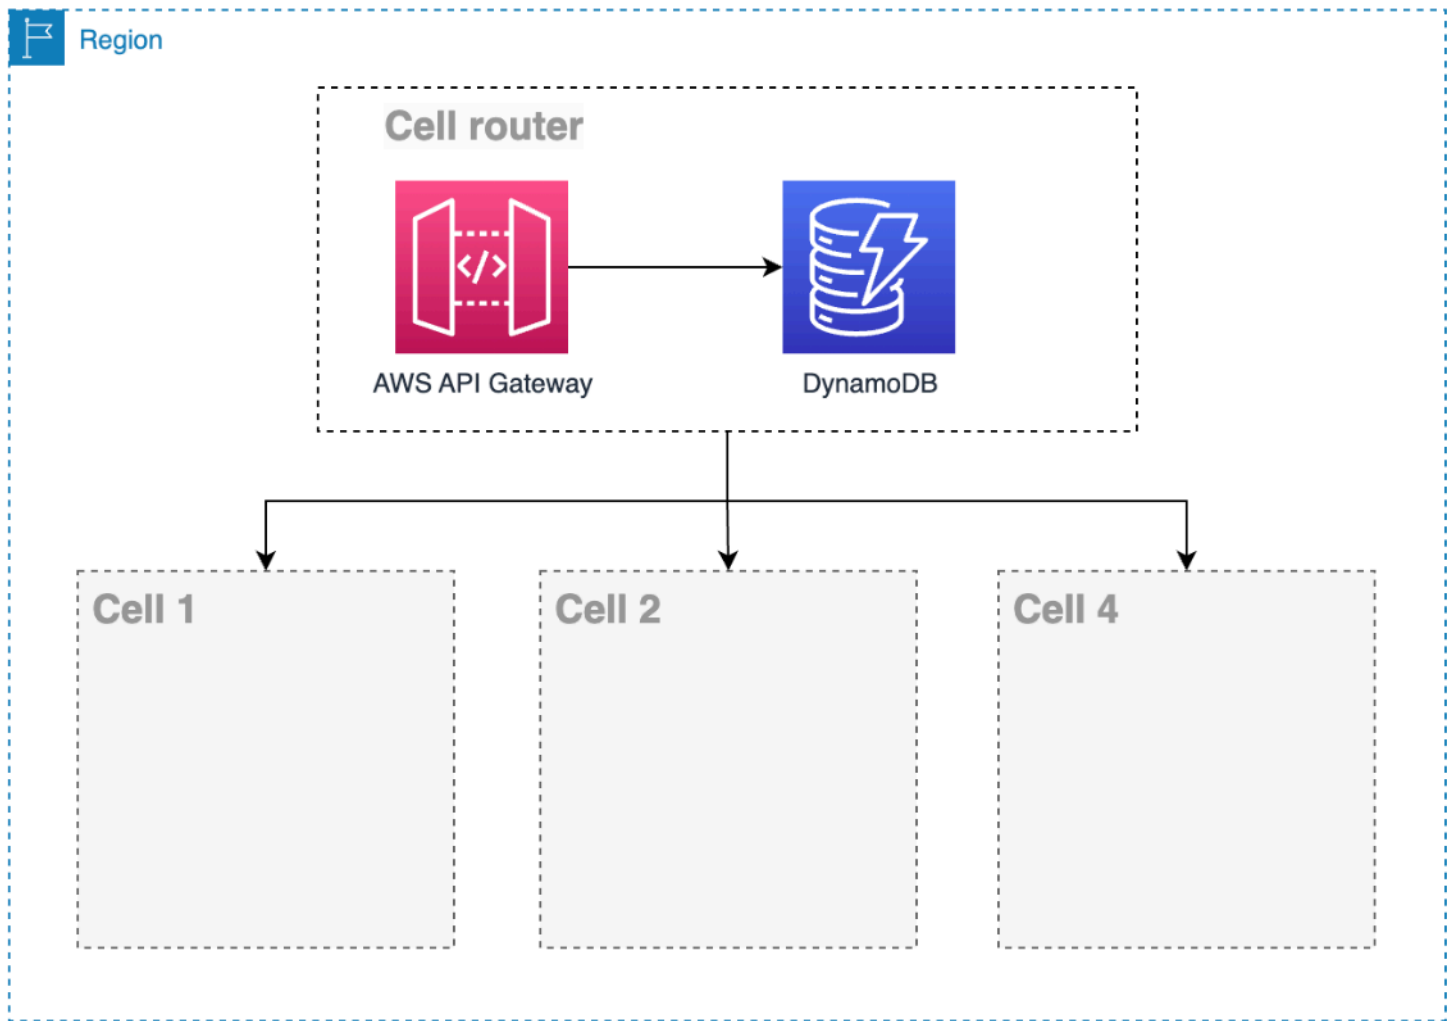 Region
Cell router
AWS API Gateway
DynamoDB
Cell 1
Cell 2
Cell 4